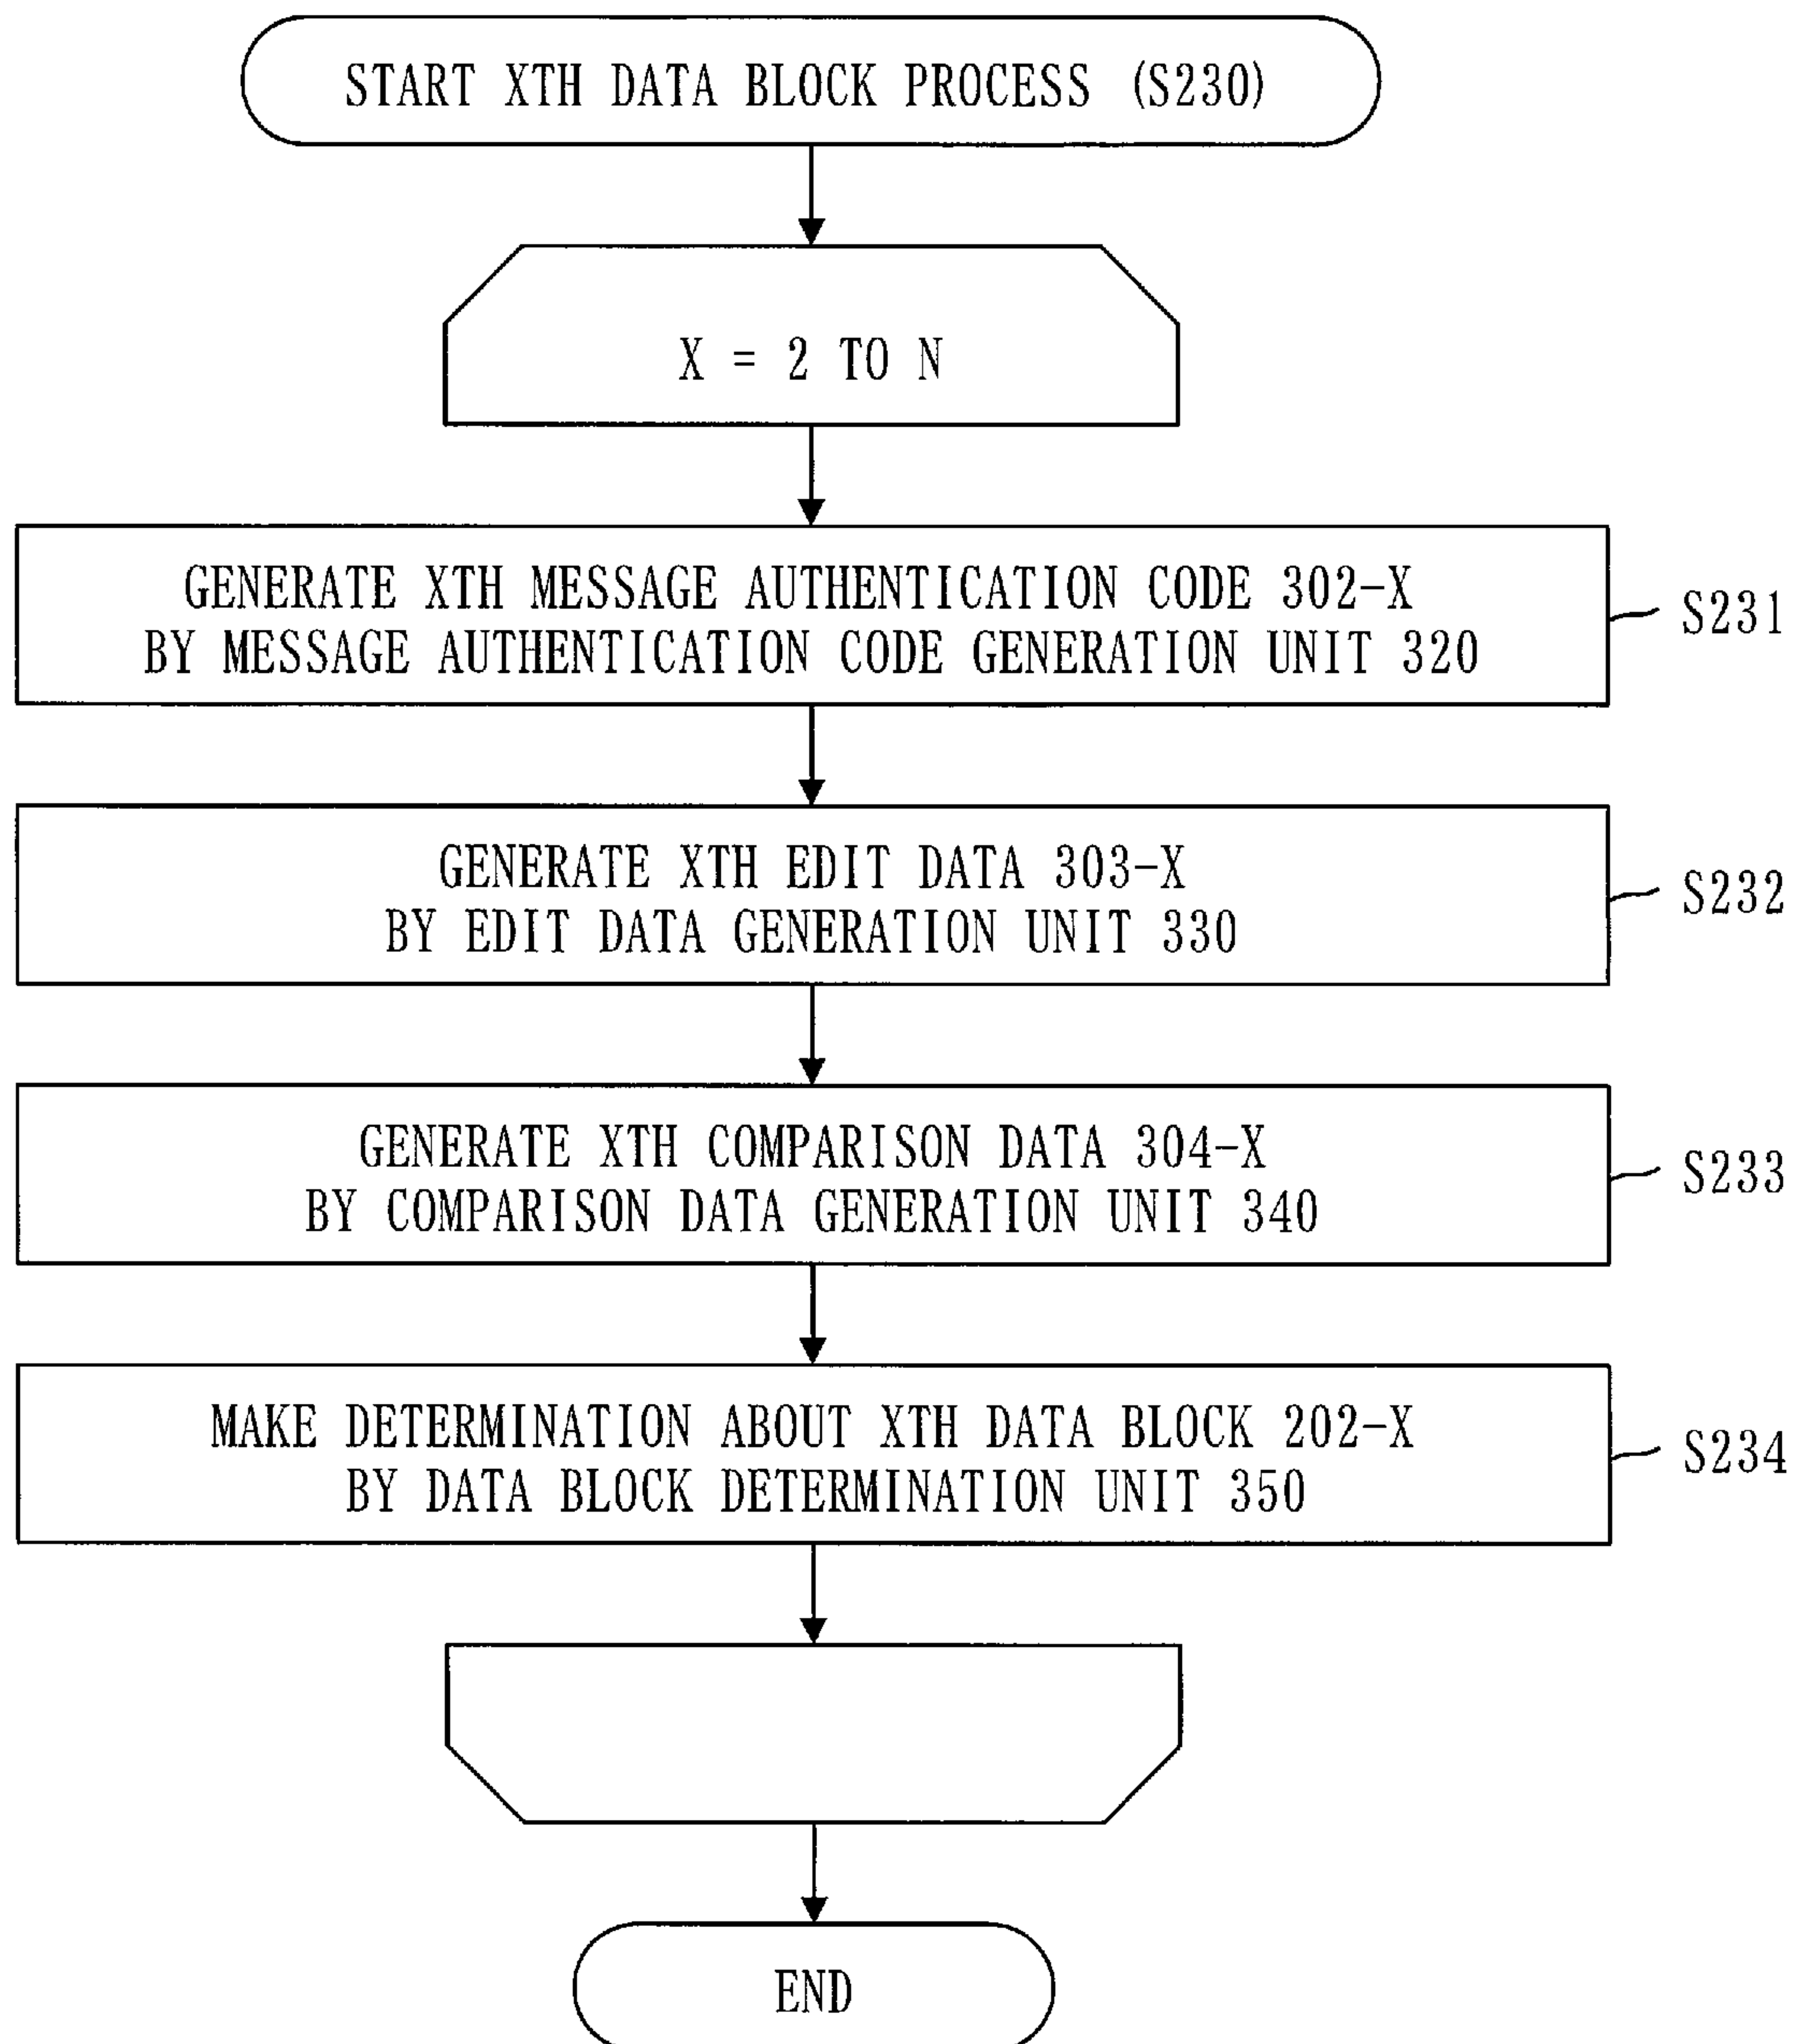 START XTH DATA BLOCK PROCESS (S230)
X = 2 TO N
GENERATE XTH MESSAGE AUTHENTICATION CODE 302-X
BY MESSAGE AUTHENTICATION CODE GENERATION UNIT 320
S231
GENERATE XTH EDIT DATA 303-X
BY EDIT DATA GENERATION UNIT 330
S232
GENERATE XTH COMPARISON DATA 304-X
BY COMPARISON DATA GENERATION UNIT 340
S233
MAKE DETERMINATION ABOUT XTH DATA BLOCK 202-X
BY DATA BLOCK DETERMINATION UNIT 350
S234
END